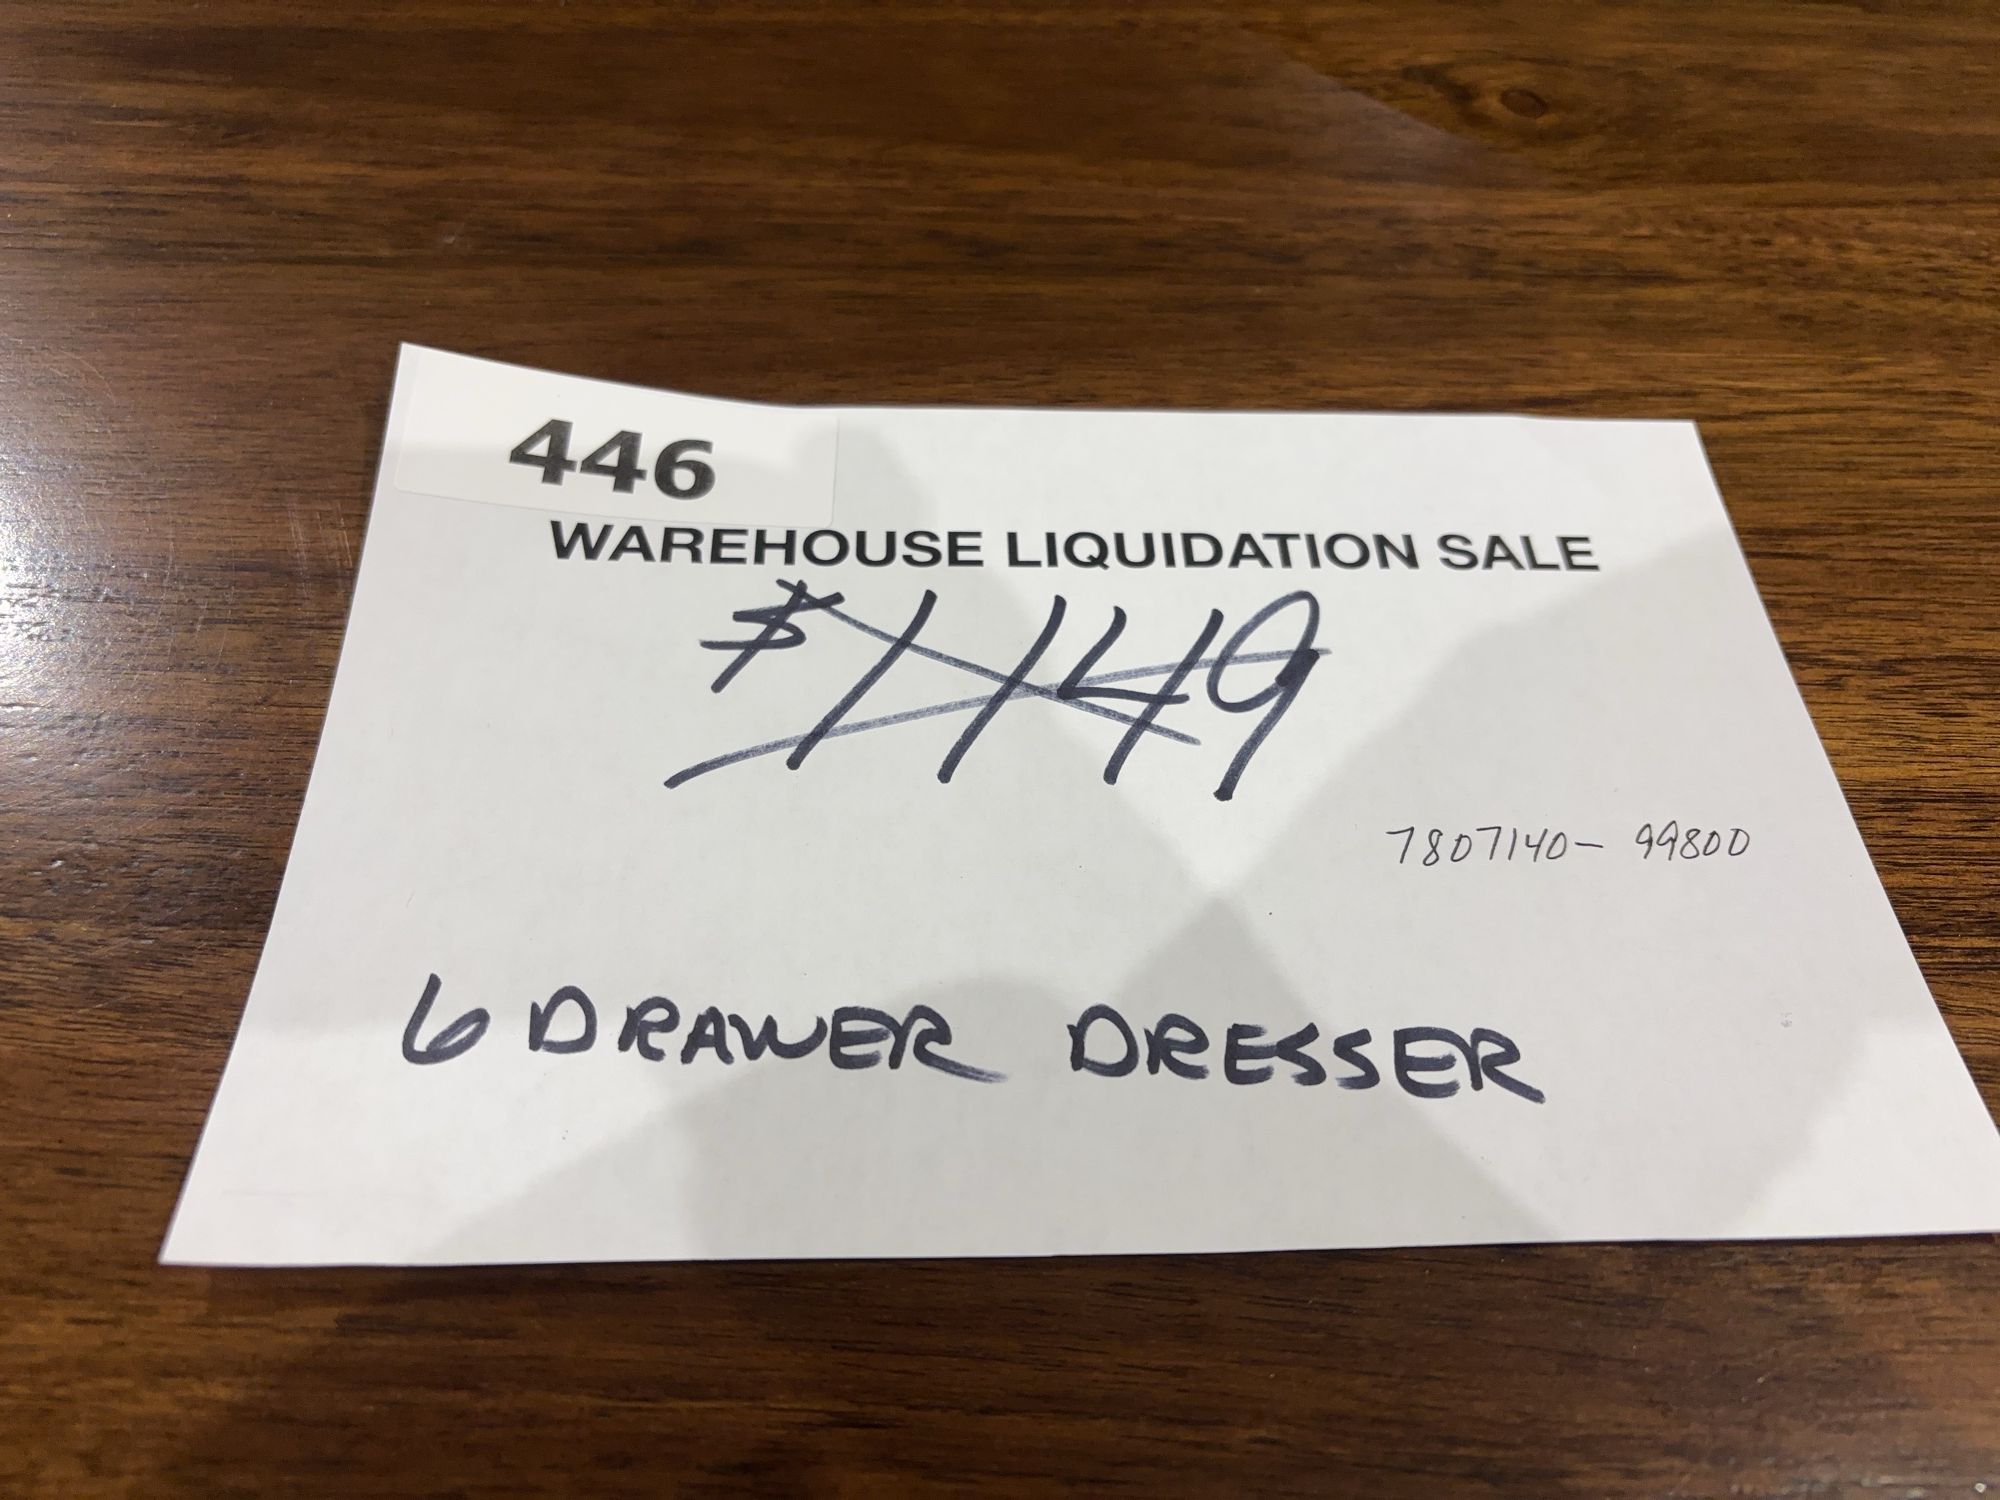 446
WAREHOUSE LIQUIDATION SALE
$1149
7807140- 99800
6 DRAWER DRESSER